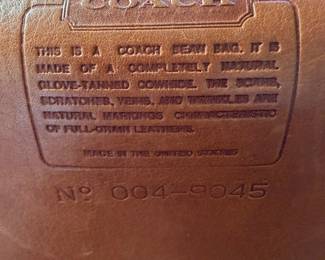 COACH
THIS IS A COACH BEAN BAG. IT IS
MADE OF A COMPLETELY NATURAL
GLOVE-TANNED COWHIDE. THE SCARS,
SCRATCHES, VEINS, AND WRINKLES ARE
NATURAL MARKINGS CHARACTERISTIC
OF FULL-GRAIN LEATHERS.
MADE IN THE UNITED STATES
Nº 004-9045